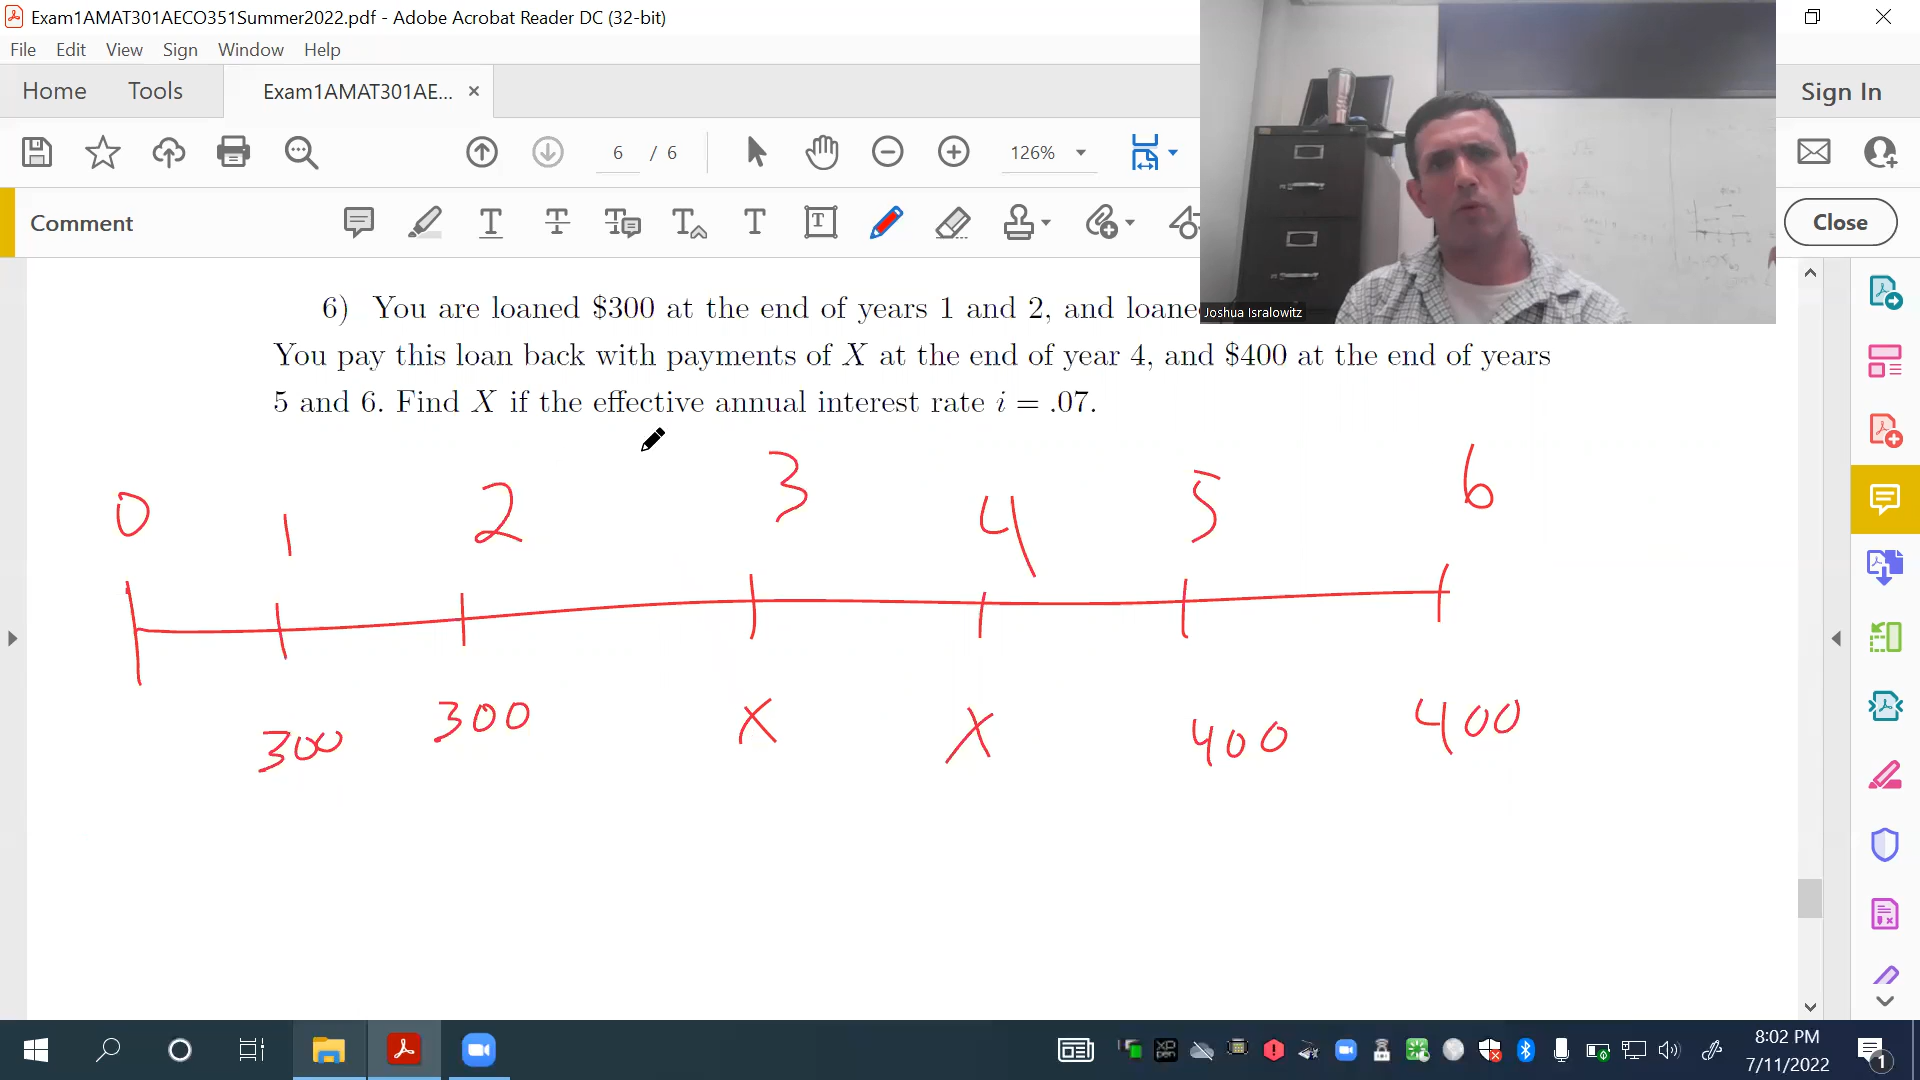 Exam1AMAT301AECO351Summer2022.pdf - Adobe Acrobat Reader DC (32-bit)
File Edit View Sign Window Help
Home Tools Exam1AMAT301AE... × Sign In
6 / 6 126%
Comment Close
Joshua Isralowitz
6) You are loaned $300 at the end of years 1 and 2, and loane
You pay this loan back with payments of X at the end of year 4, and $400 at the end of years
5 and 6. Find X if the effective annual interest rate i = .07.
0 1 2 3 4 5 6
300 300 X X 400 400
8:02 PM
7/11/2022
1